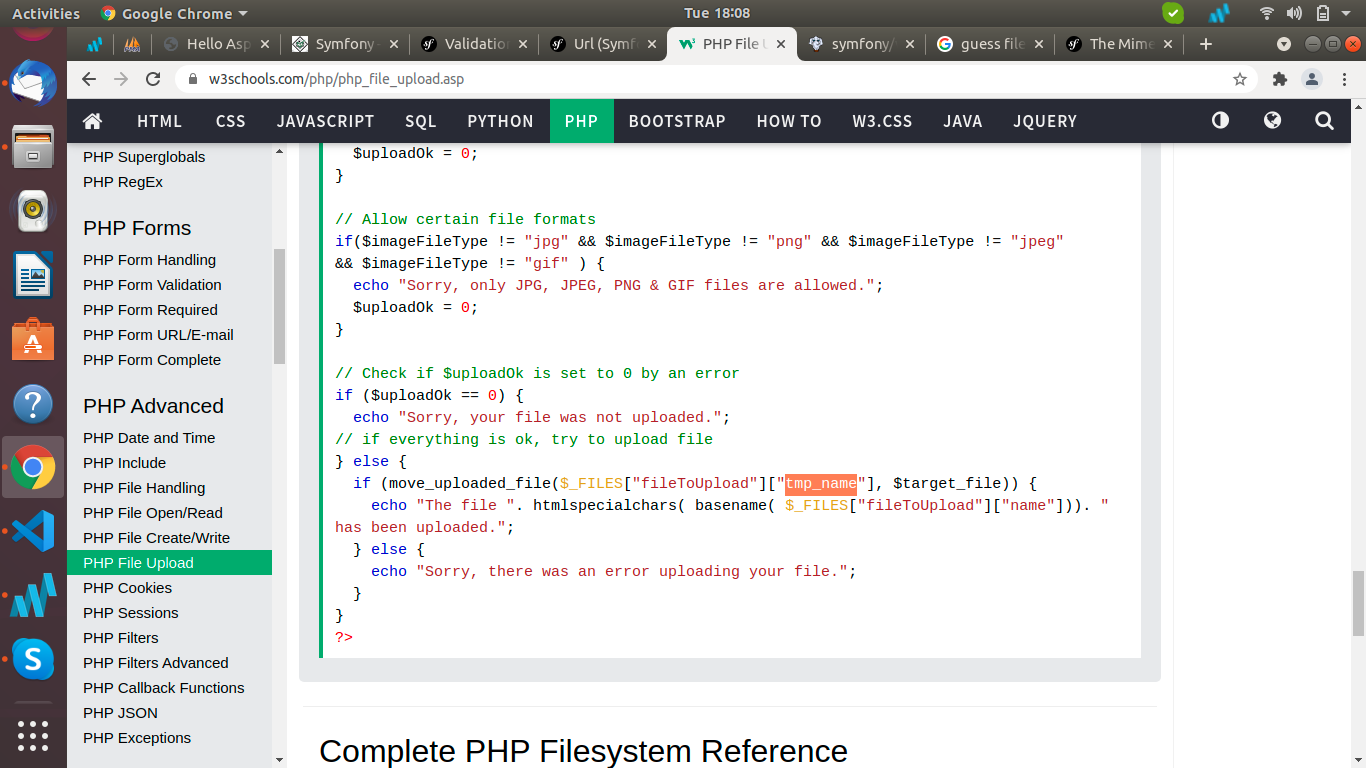 Activities
Google Chrome
Tue 18:08
Hello Asp
Symfony
Validation
Url (Symf
PHP File U
symfony/
guess file
The Mime
w3schools.com/php/php_file_upload.asp
HTML CSS JAVASCRIPT SQL PYTHON PHP BOOTSTRAP HOW TO W3.CSS JAVA JQUERY
PHP Superglobals
PHP RegEx
PHP Forms
PHP Form Handling
PHP Form Validation
PHP Form Required
PHP Form URL/E-mail
PHP Form Complete
PHP Advanced
PHP Date and Time
PHP Include
PHP File Handling
PHP File Open/Read
PHP File Create/Write
PHP File Upload
PHP Cookies
PHP Sessions
PHP Filters
PHP Filters Advanced
PHP Callback Functions
PHP JSON
PHP Exceptions
$uploadOk = 0;
}
// Allow certain file formats
if($imageFileType != "jpg" && $imageFileType != "png" && $imageFileType != "jpeg"
&& $imageFileType != "gif" ) {
echo "Sorry, only JPG, JPEG, PNG & GIF files are allowed.";
$uploadOk = 0;
}
// Check if $uploadOk is set to 0 by an error
if ($uploadOk == 0) {
echo "Sorry, your file was not uploaded.";
// if everything is ok, try to upload file
} else {
if (move_uploaded_file($_FILES["fileToUpload"]["tmp_name"], $target_file)) {
echo "The file ". htmlspecialchars( basename( $_FILES["fileToUpload"]["name"])). "
has been uploaded.";
} else {
echo "Sorry, there was an error uploading your file.";
}
}
?>
Complete PHP Filesystem Reference